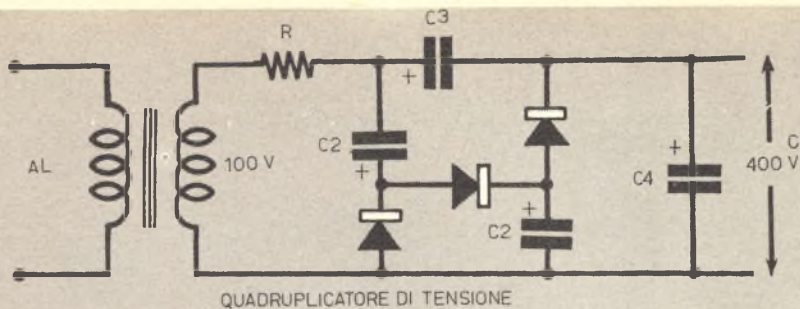 R
C3
+
C2
+
AL
100 V
+
C2
+
C4
C
400 V
QUADRUPLICATORE DI TENSIONE